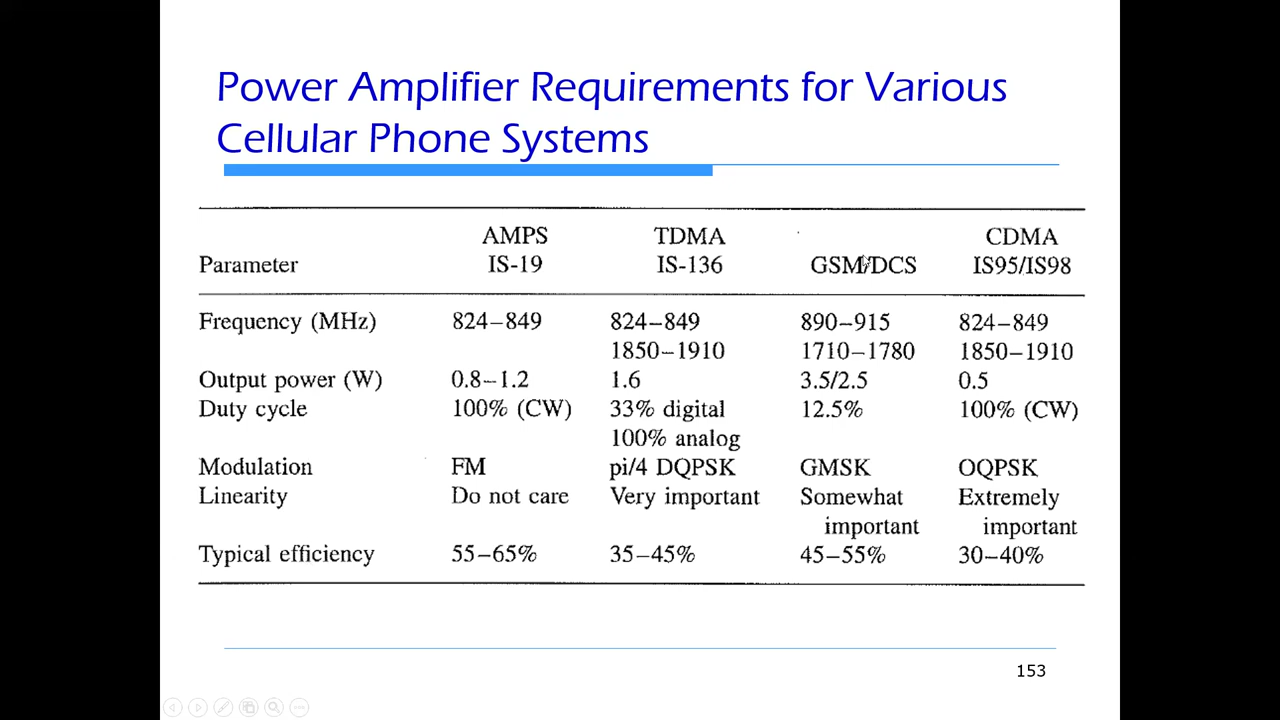 Power Amplifier Requirements for Various
Cellular Phone Systems
AMPS TDMA CDMA
Parameter IS-19 IS-136 GSM/DCS IS95/IS98
Frequency (MHz) 824–849 824–849 890–915 824–849
1850–1910 1710–1780 1850–1910
Output power (W) 0.8–1.2 1.6 3.5/2.5 0.5
Duty cycle 100% (CW) 33% digital 12.5% 100% (CW)
100% analog
Modulation FM pi/4 DQPSK GMSK OQPSK
Linearity Do not care Very important Somewhat Extremely
important important
Typical efficiency 55–65% 35–45% 45–55% 30–40%
153